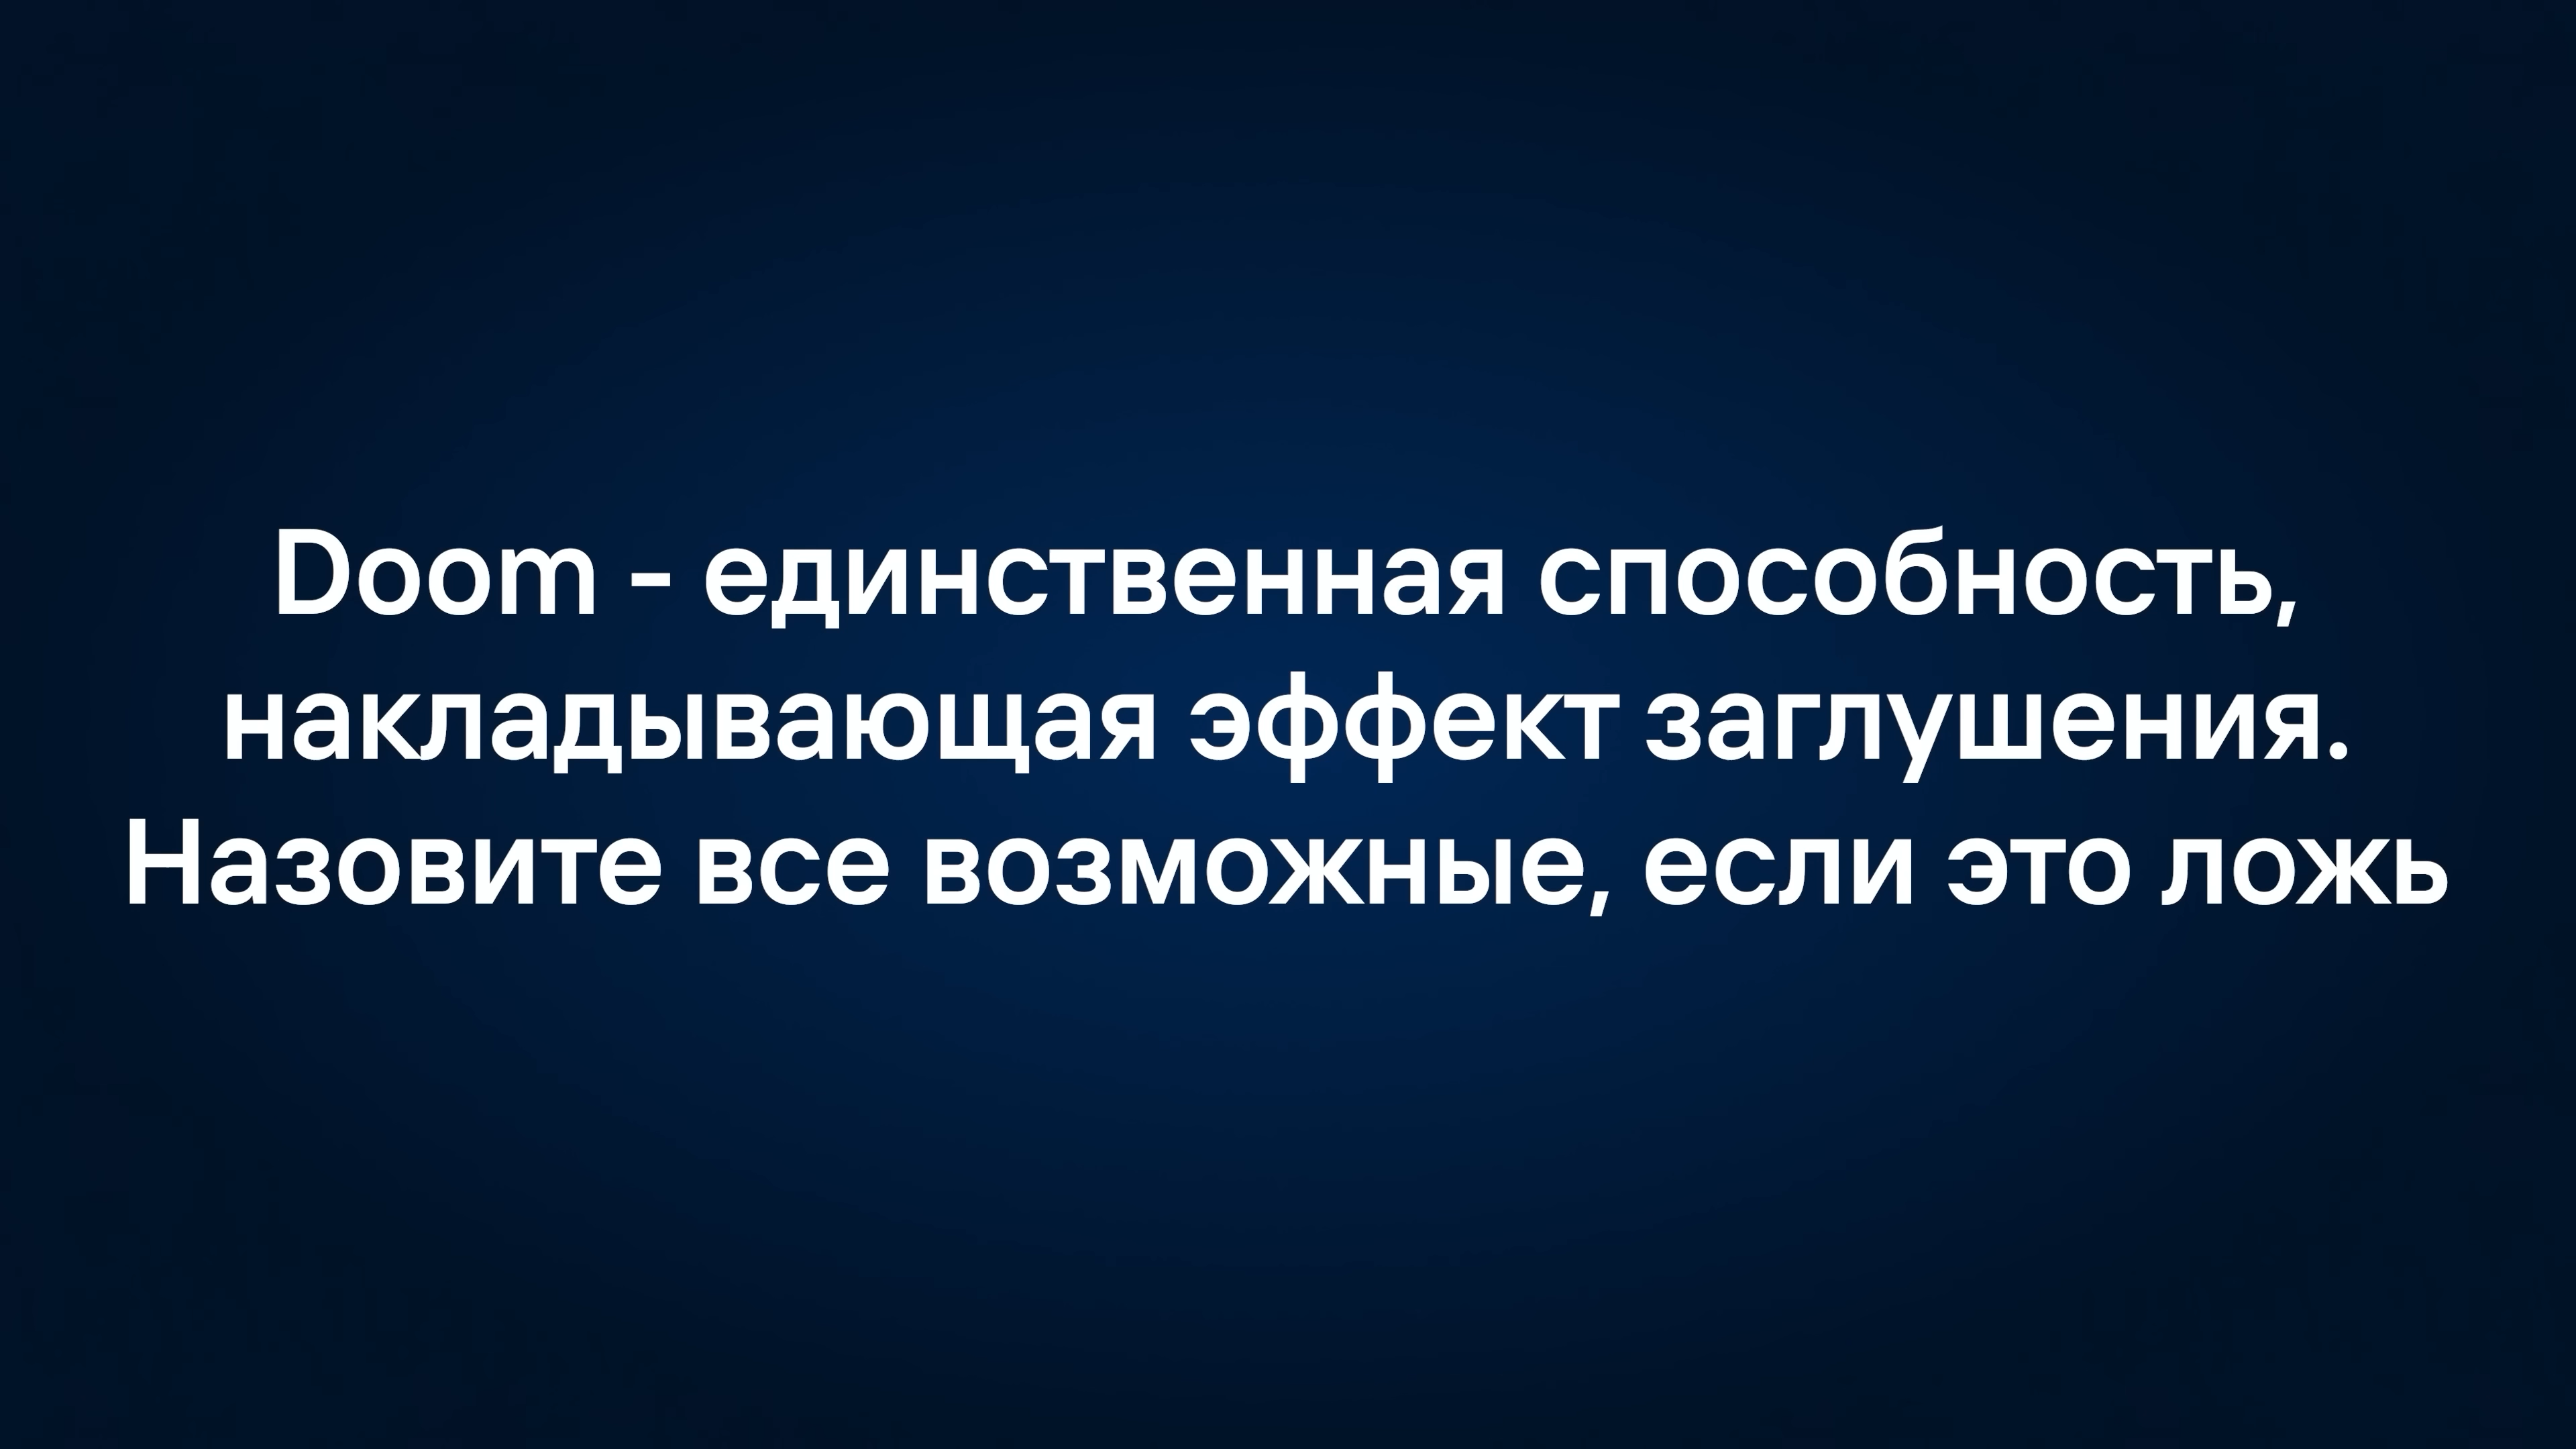 Doom - единственная способность,
накладывающая эффект заглушения.
Назовите все возможные, если это ложь